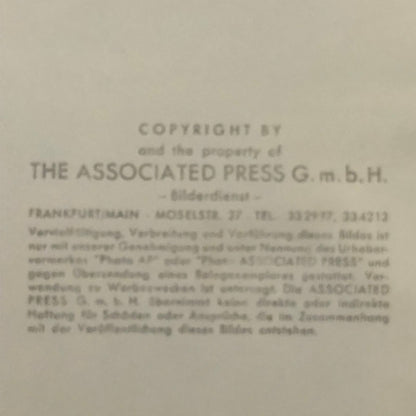 COPYRIGHT BY
and the property of
THE ASSOCIATED PRESS G. m. b. H.
– Bilderdienst –
FRANKFURT/MAIN · MOSELSTR. 27 TEL. 332997, 334213
Vervielfältigung, Verbreitung und Vorführung dieses Bildes ist
nur mit unserer Genehmigung und unter Nennung des Urheber-
vermerkes "Photo AP" oder "Photo ASSOCIATED PRESS" und
gegen Übersendung eines Belegexemplares gestattet. Ver-
wendung zu Werbezwecken ist untersagt. Die ASSOCIATED
PRESS G. m. b. H. übernimmt keine direkte oder indirekte
Haftung für Schäden oder Ansprüche, die im Zusammenhang
mit der Veröffentlichung dieses Bildes entstehen.